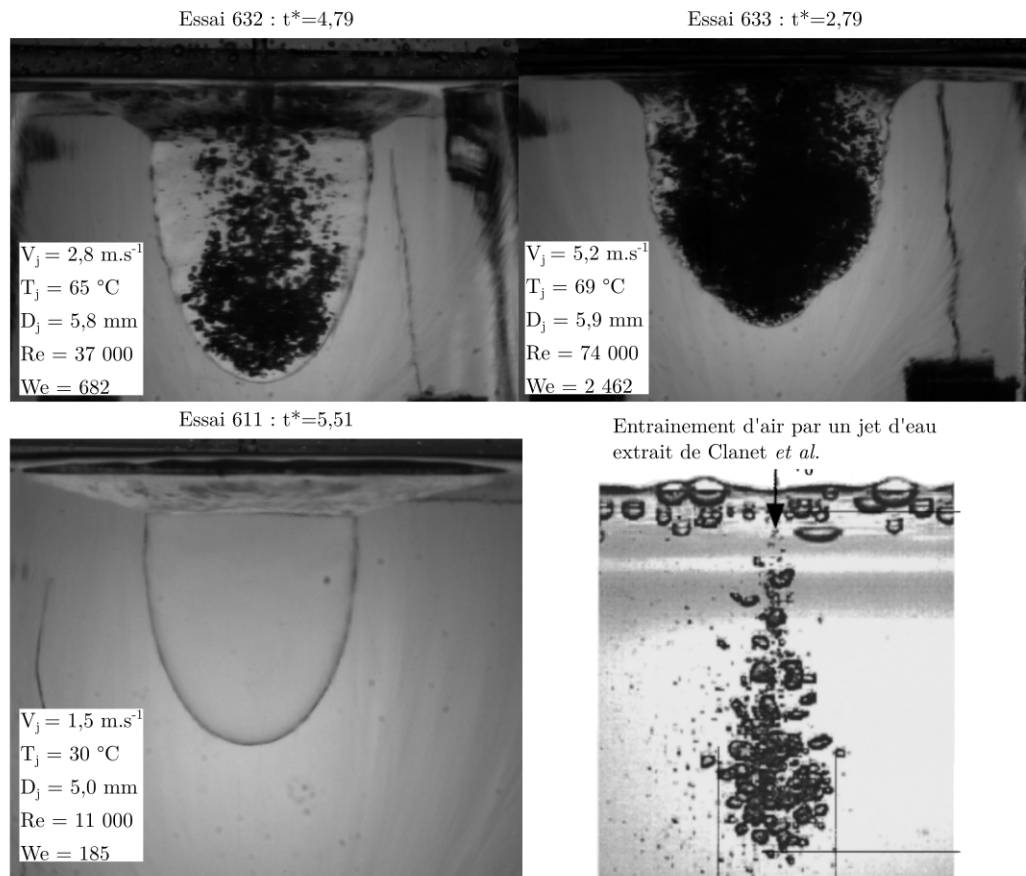 Essai 632 : t*=4,79
Essai 633 : t*=2,79
V_j = 2,8 m.s⁻¹
T_j = 65 °C
D_j = 5,8 mm
Re = 37 000
We = 682
V_j = 5,2 m.s⁻¹
T_j = 69 °C
D_j = 5,9 mm
Re = 74 000
We = 2 462
Essai 611 : t*=5,51
V_j = 1,5 m.s⁻¹
T_j = 30 °C
D_j = 5,0 mm
Re = 11 000
We = 185
Entrainement d'air par un jet d'eau
extrait de Clanet et al.